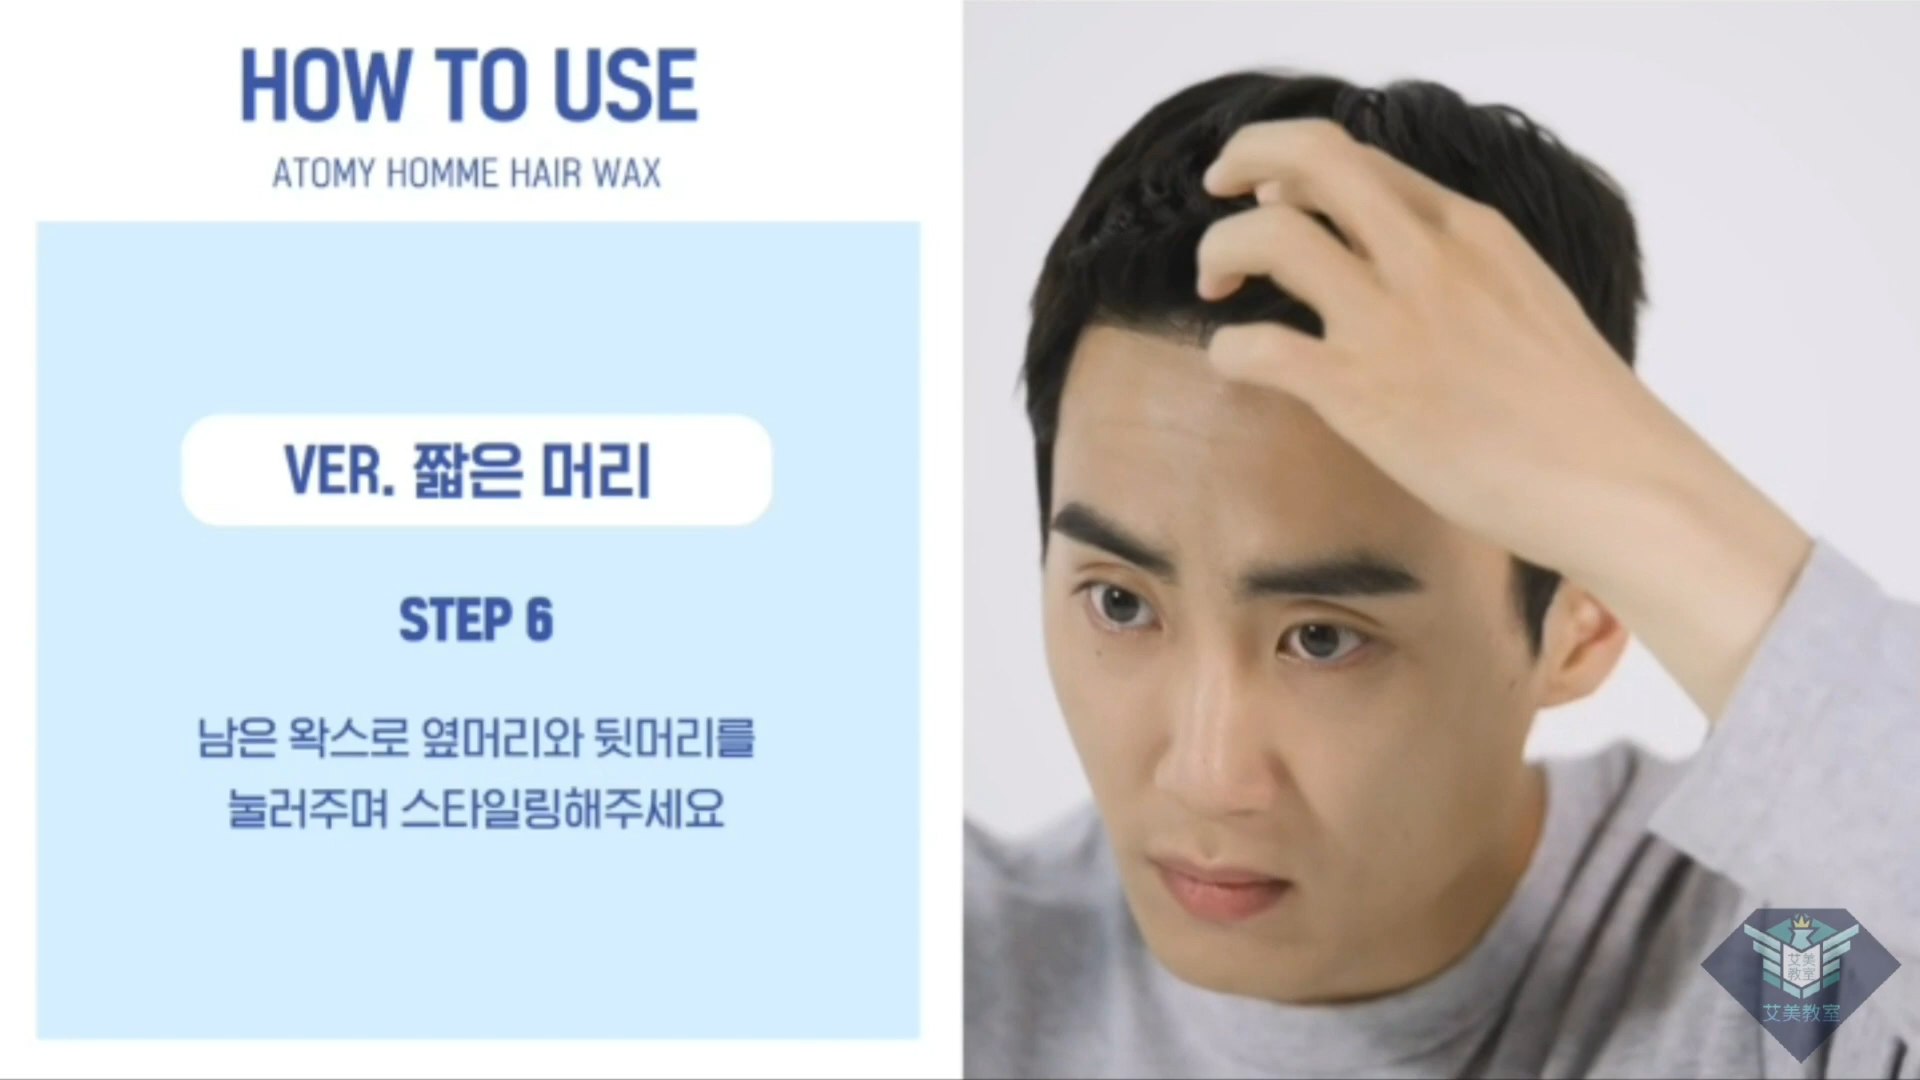 HOW TO USE
ATOMY HOMME HAIR WAX
VER. 짧은 머리
STEP 6
남은 왁스로 옆머리와 뒷머리를
눌러주며 스타일링해주세요
艾美
教室
艾美教室